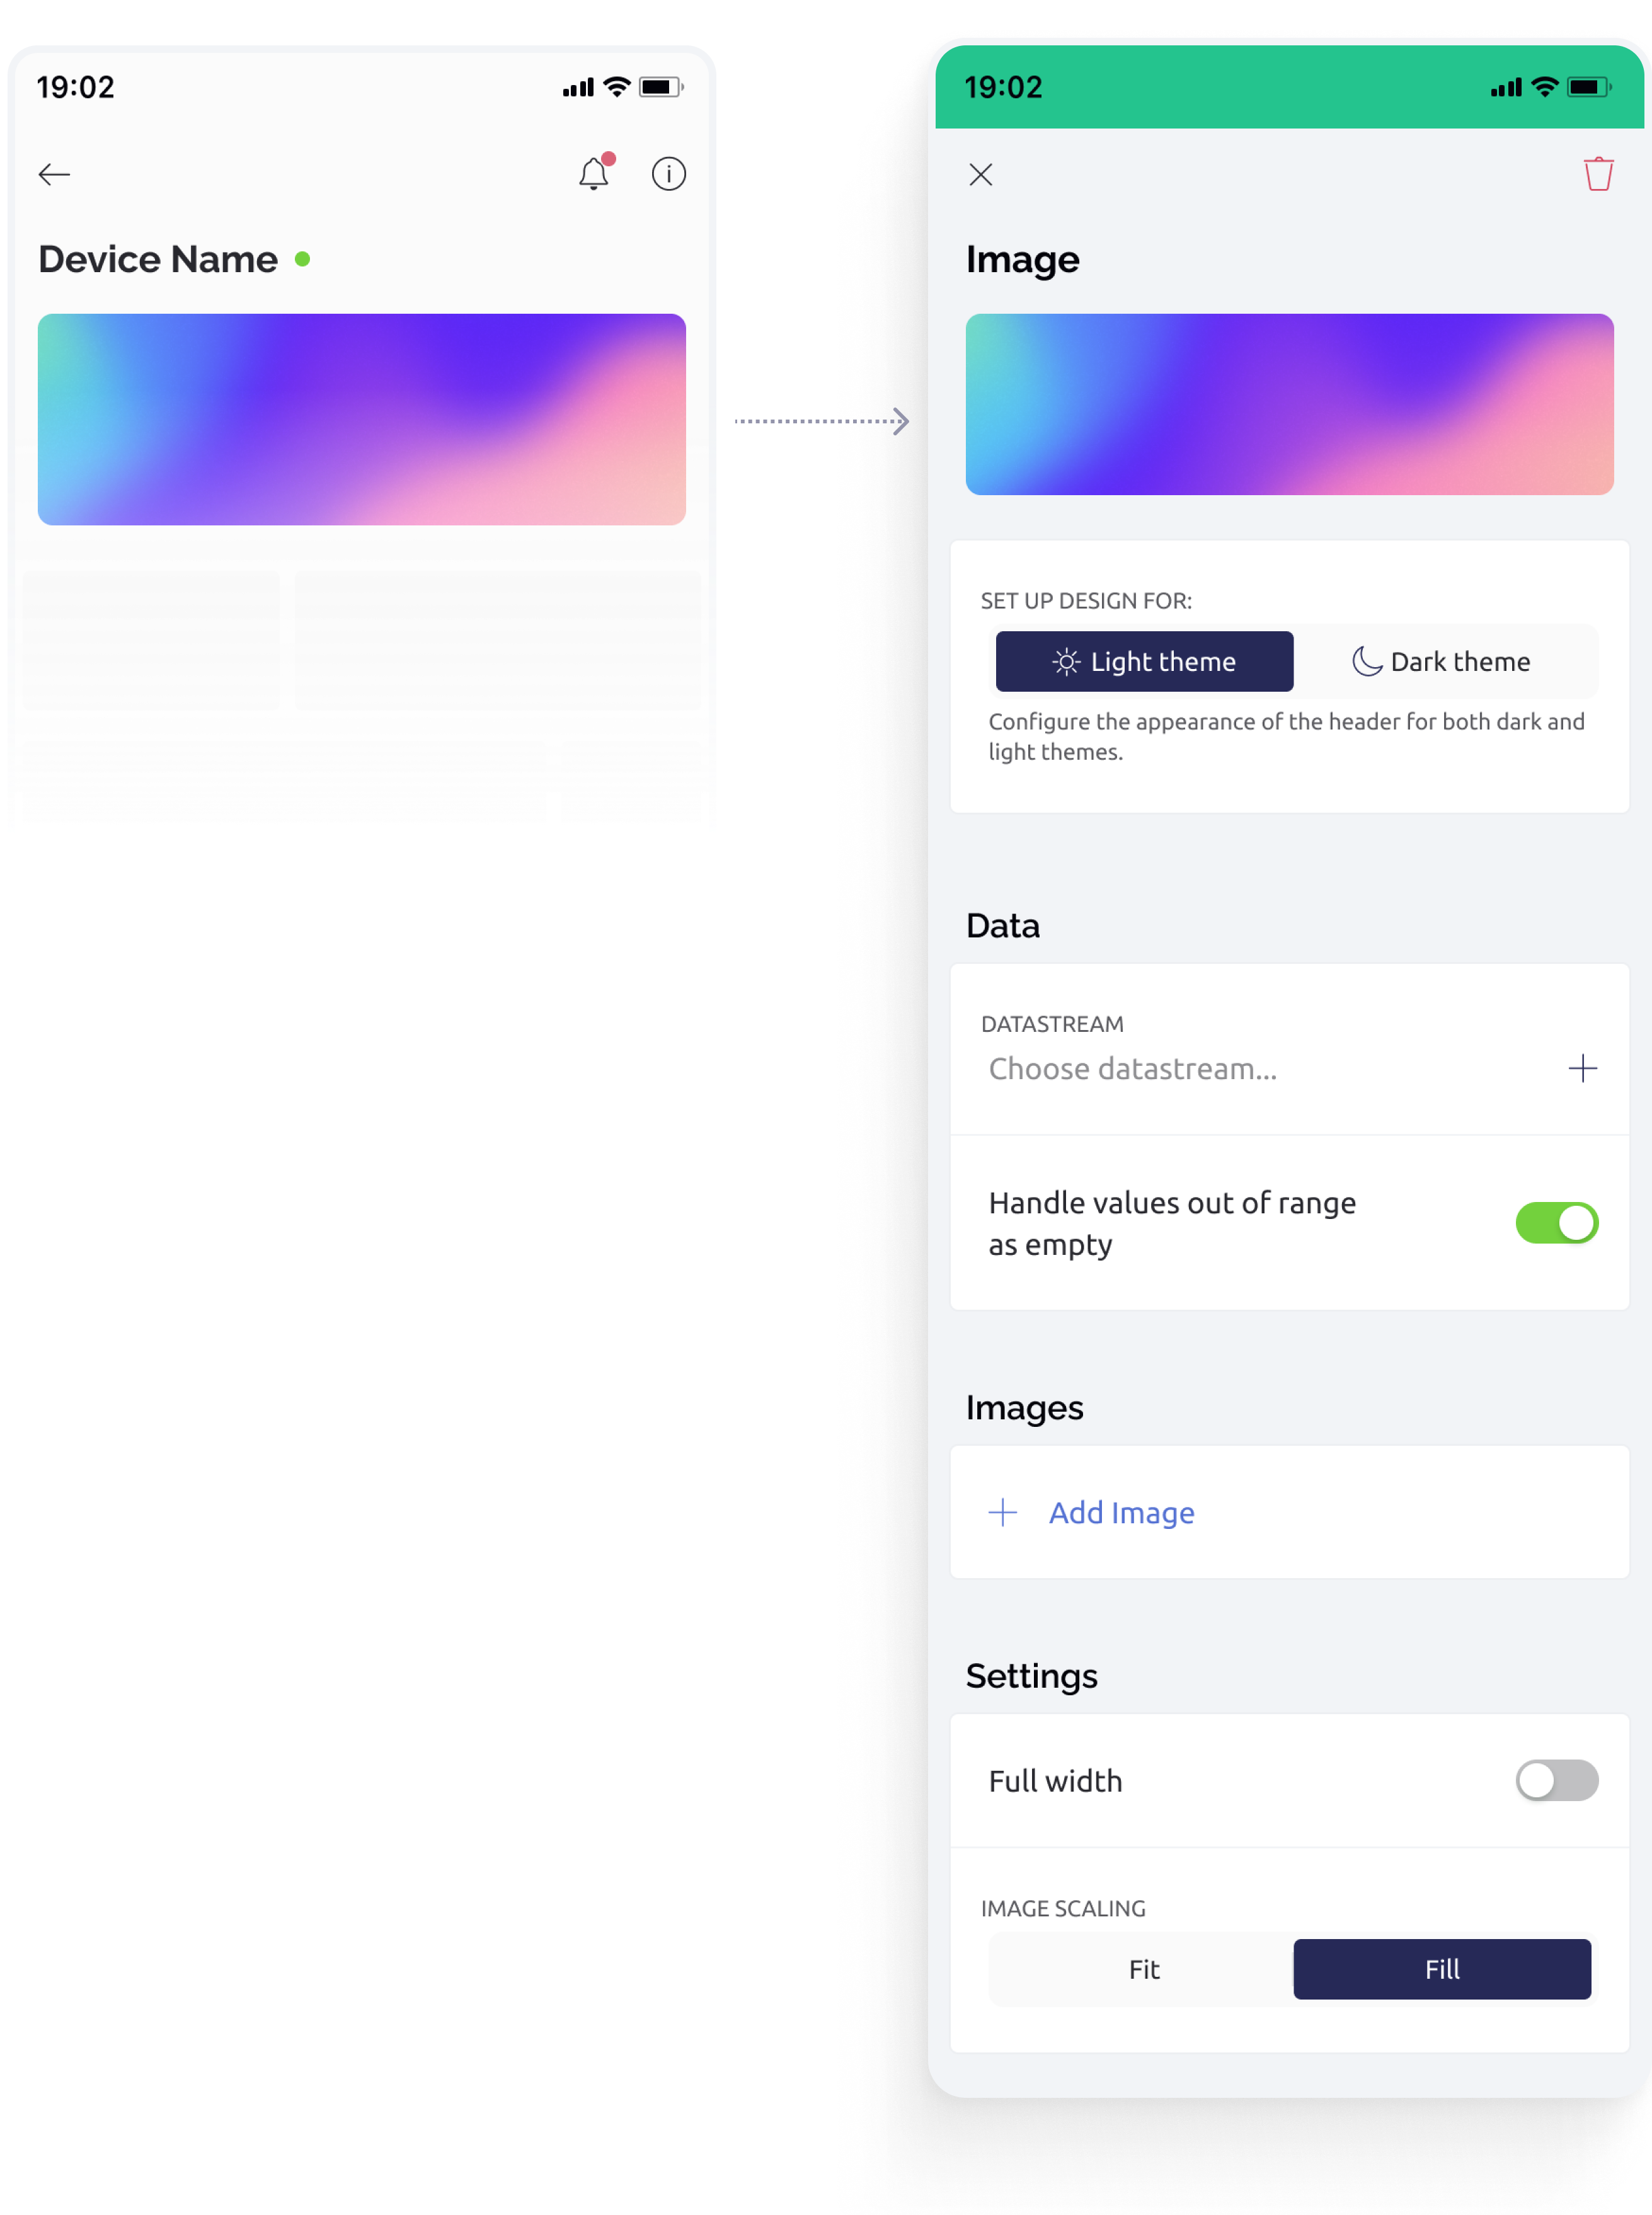 19:02
Device Name
19:02
Image
SET UP DESIGN FOR:
Light theme
Dark theme
Configure the appearance of the header for both dark and
light themes.
Data
DATASTREAM
Choose datastream...
Handle values out of range
as empty
Images
Add Image
Settings
Full width
IMAGE SCALING
Fit
Fill